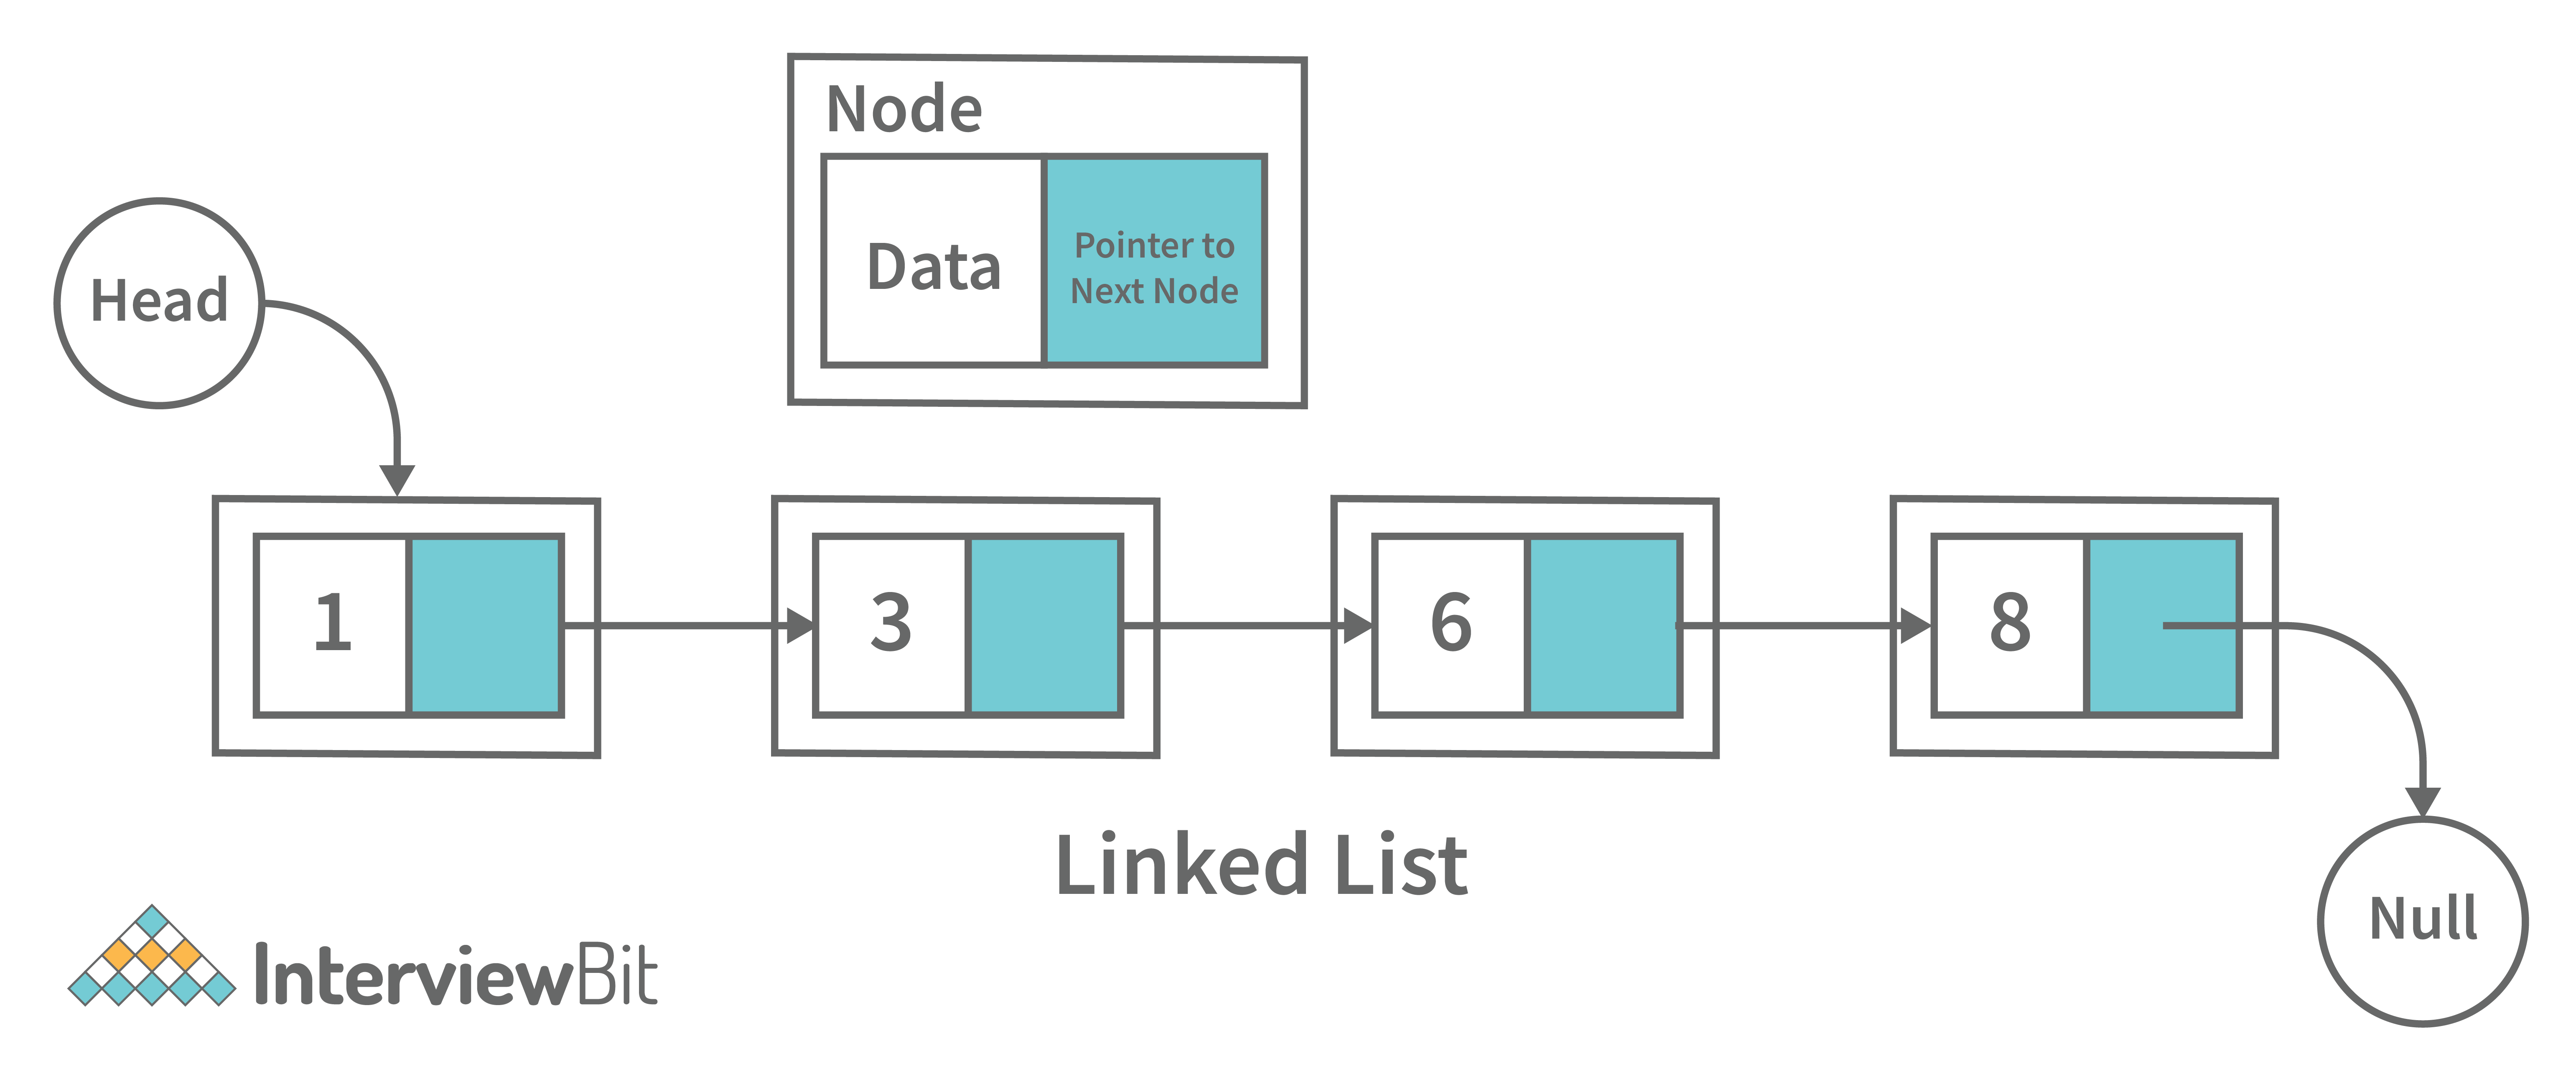 Node
Data
Pointer to
Next Node
Head
1
3
6
8
Linked List
Null
InterviewBit